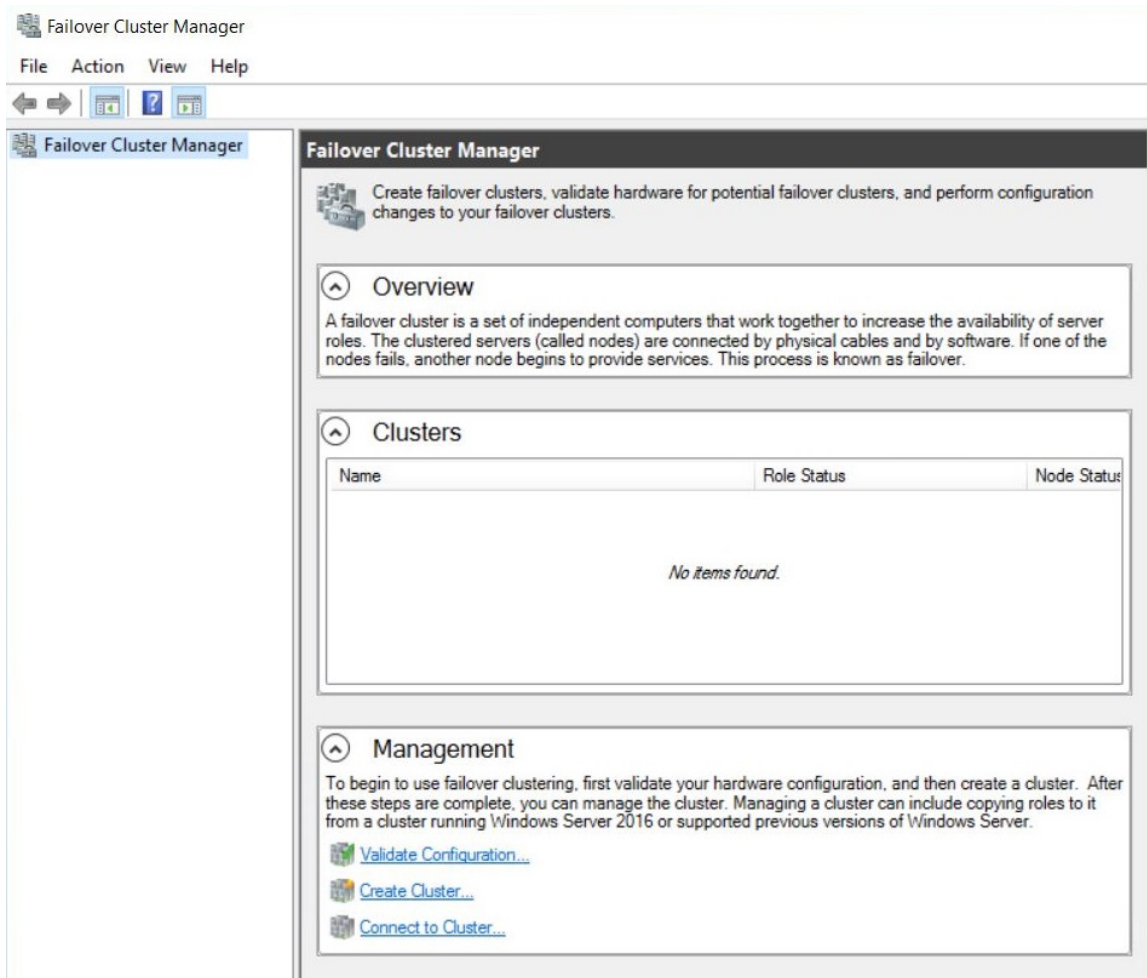 Failover Cluster Manager
File Action View Help
Failover Cluster Manager
Failover Cluster Manager
Create failover clusters, validate hardware for potential failover clusters, and perform configuration
changes to your failover clusters.
Overview
A failover cluster is a set of independent computers that work together to increase the availability of server
roles. The clustered servers (called nodes) are connected by physical cables and by software. If one of the
nodes fails, another node begins to provide services. This process is known as failover.
Clusters
Name Role Status Node Status
No items found.
Management
To begin to use failover clustering, first validate your hardware configuration, and then create a cluster. After
these steps are complete, you can manage the cluster. Managing a cluster can include copying roles to it
from a cluster running Windows Server 2016 or supported previous versions of Windows Server.
Validate Configuration...
Create Cluster...
Connect to Cluster...